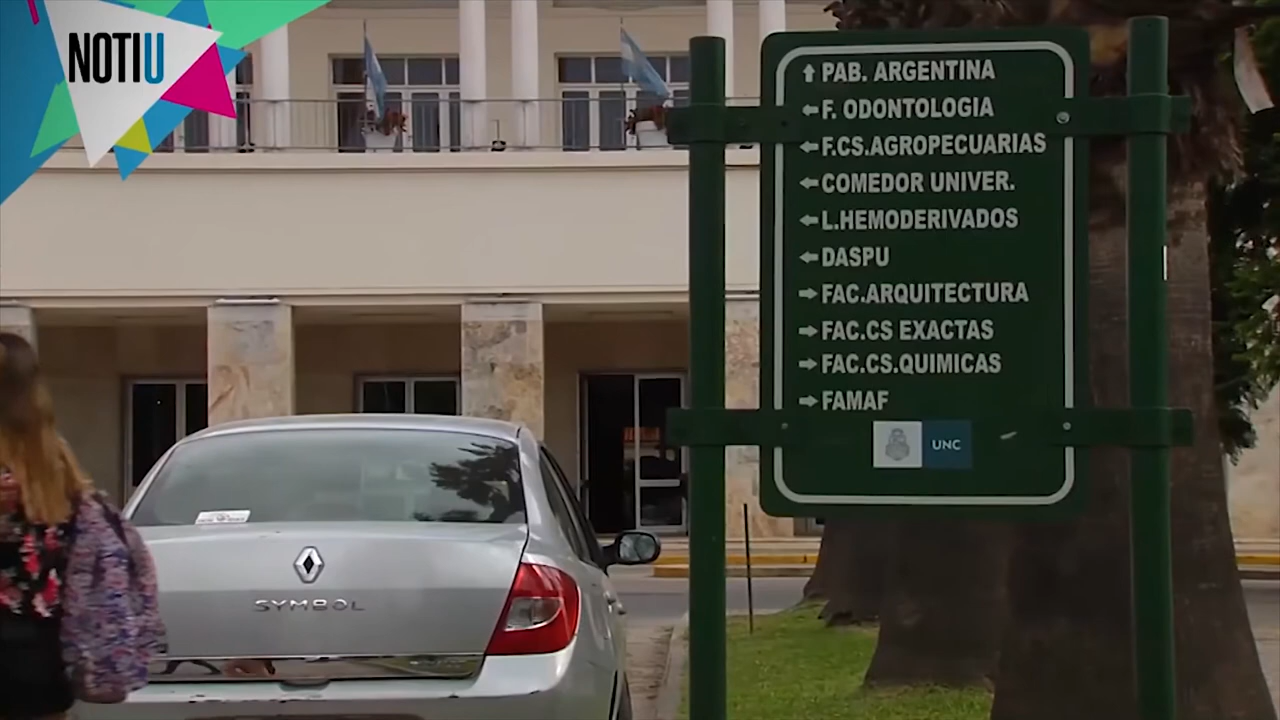 NOTIU
PAB. ARGENTINA
F. ODONTOLOGIA
F.CS.AGROPECUARIAS
COMEDOR UNIVER.
L.HEMODERIVADOS
DASPU
FAC.ARQUITECTURA
FAC.CS EXACTAS
FAC.CS.QUIMICAS
FAMAF
UNC
SYMBOL